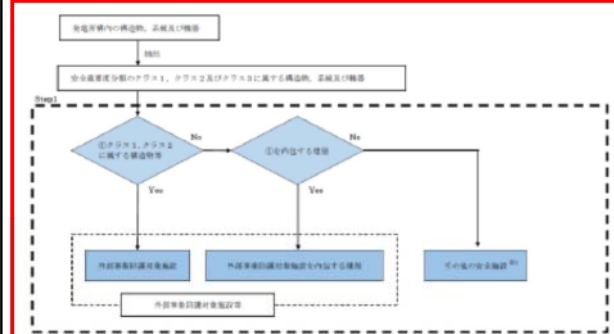 発電所構内の構造物、系統及び機器
抽出
安全重要度分類のクラス1、クラス2及びクラス3に属する構造物、系統及び機器
Step1
①クラス1、クラス2
に属する構造物等
No
②を内包する建屋
No
Yes
Yes
外部事象防護対象施設
外部事象防護対象施設を内包する建屋
その他の安全施設
外部事象防護対象施設等